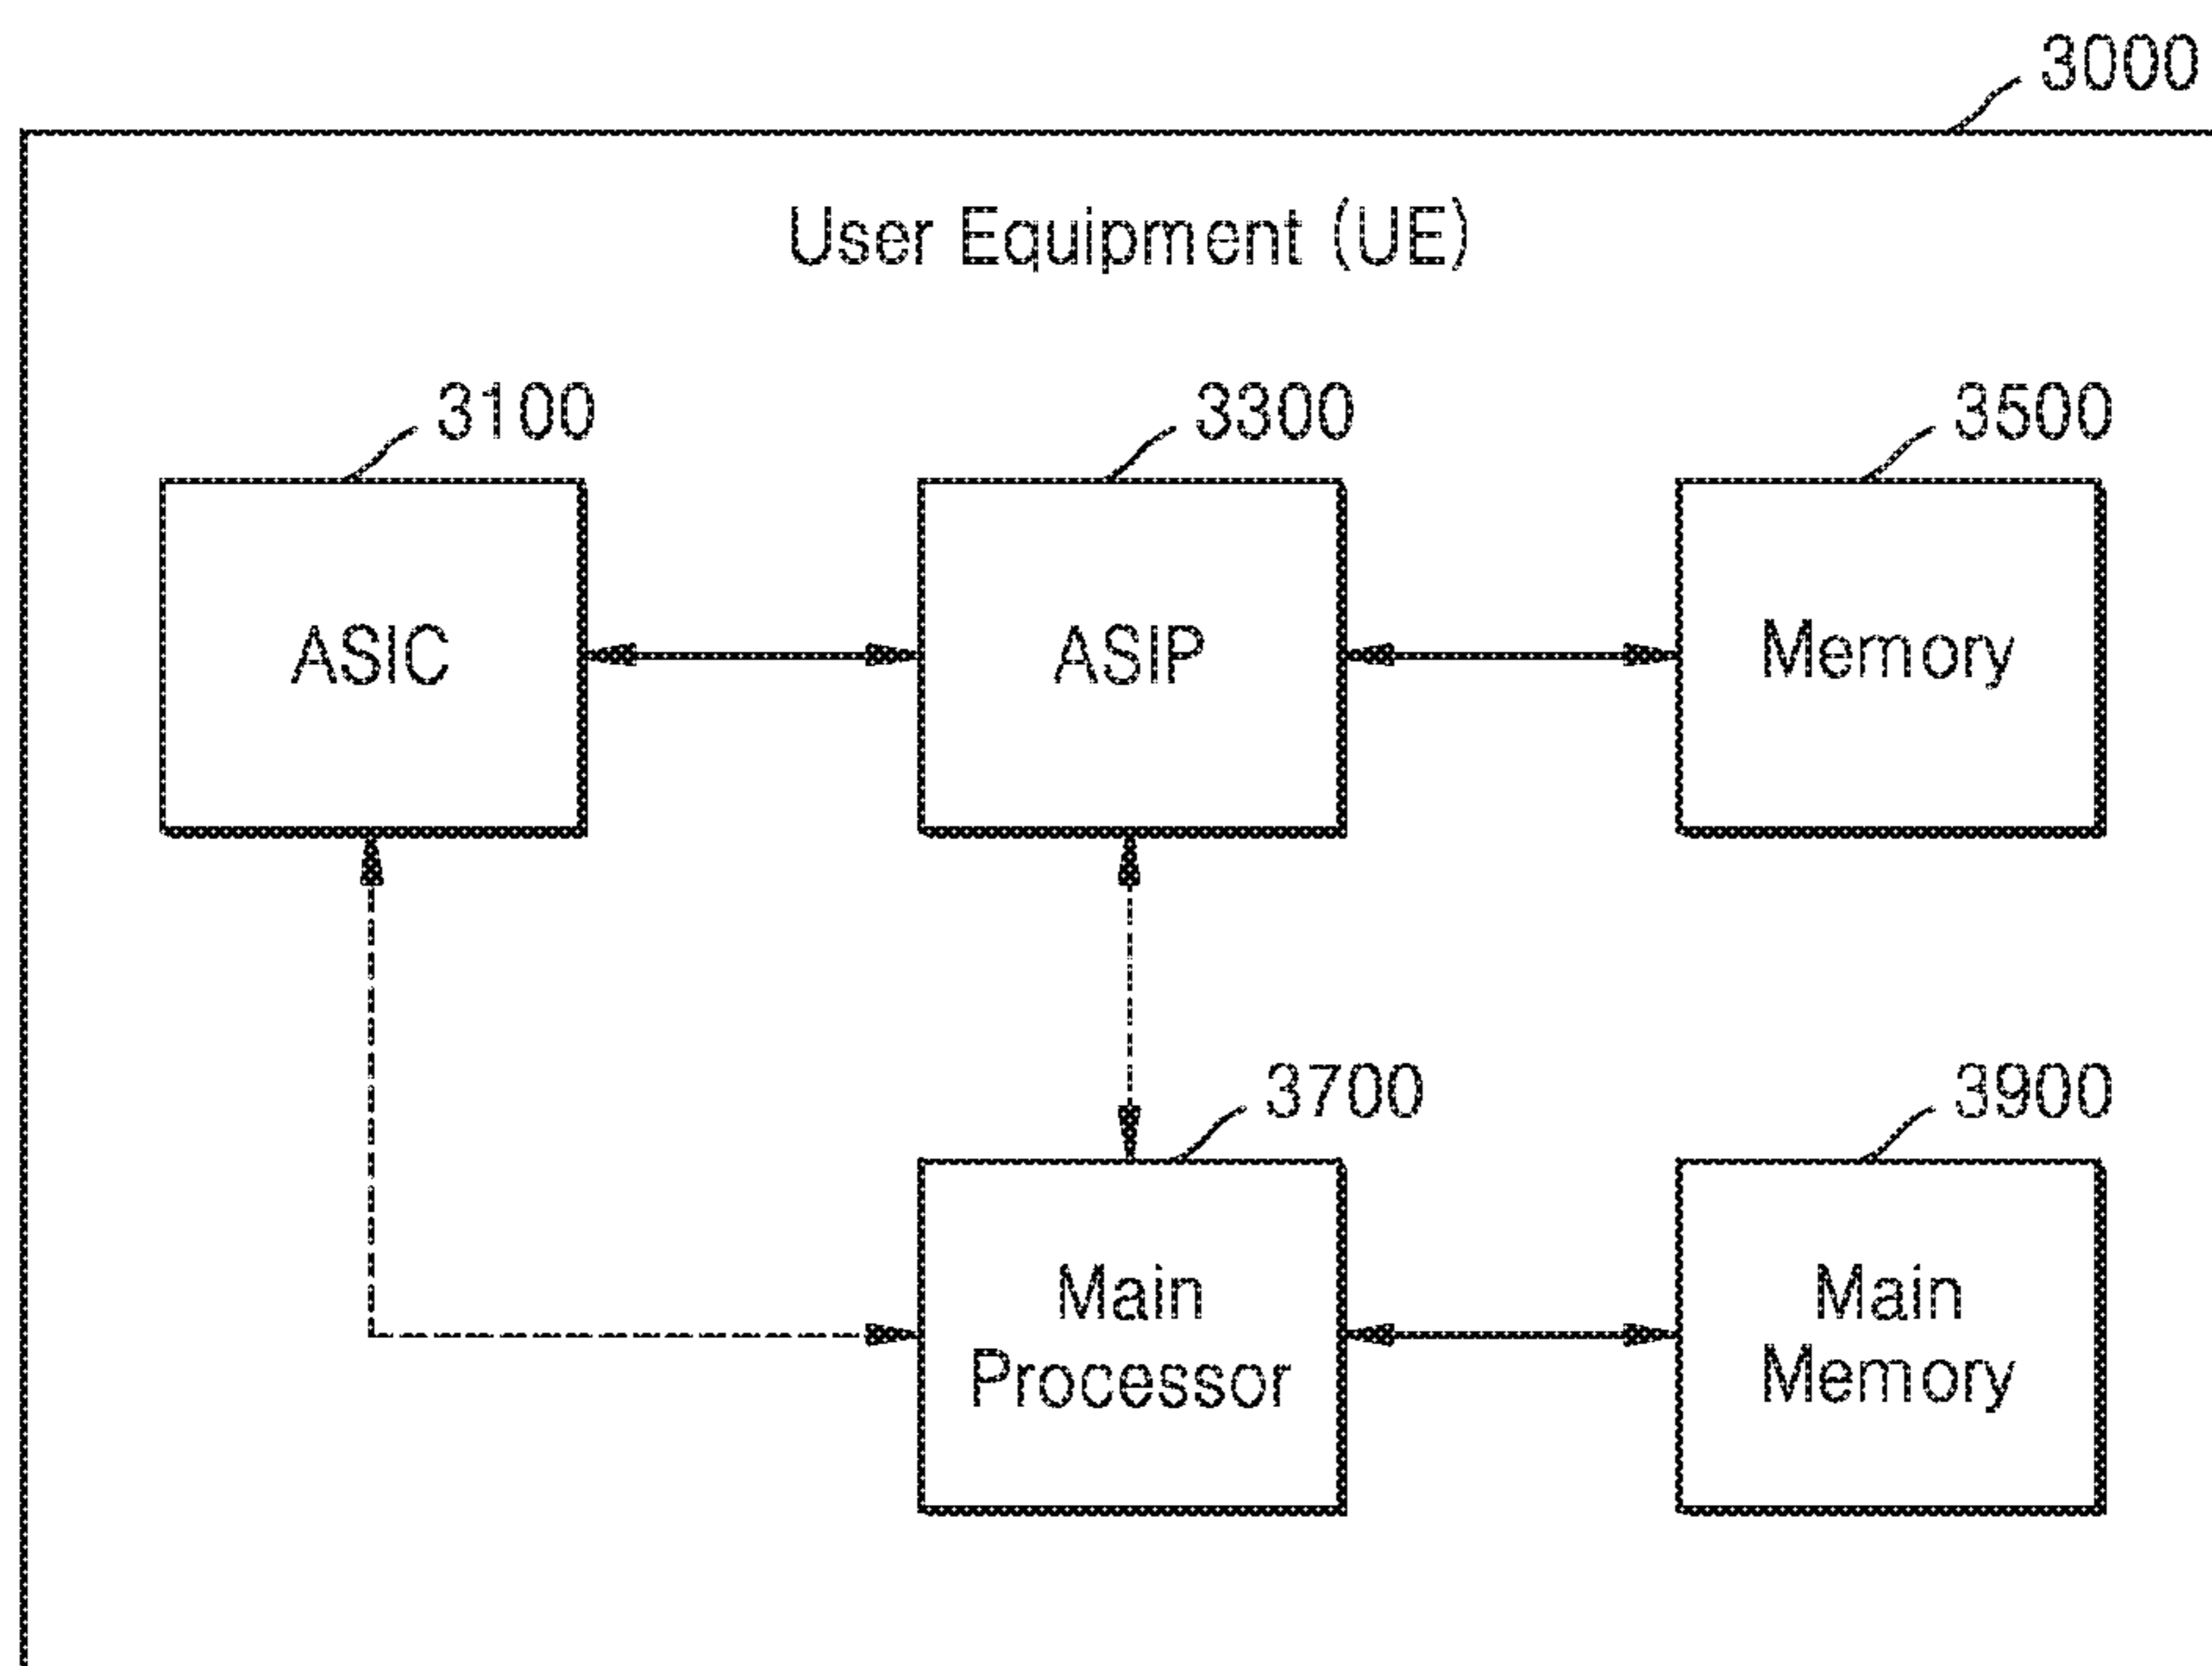 3000
User Equipment (UE)
3100
3300
3500
ASIC
ASIP
Memory
3700
3900
Main
Processor
Main
Memory